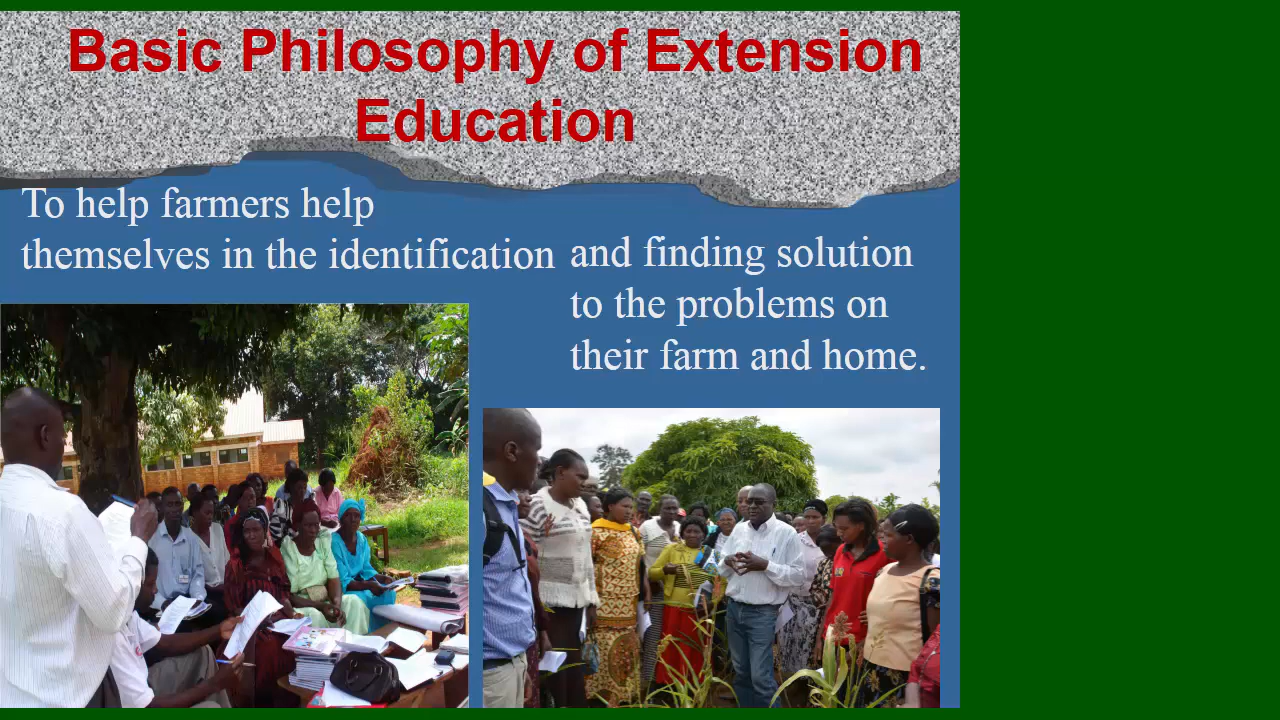 Basic Philosophy of Extension
Education
To help farmers help
themselves in the identification
and finding solution
to the problems on
their farm and home.